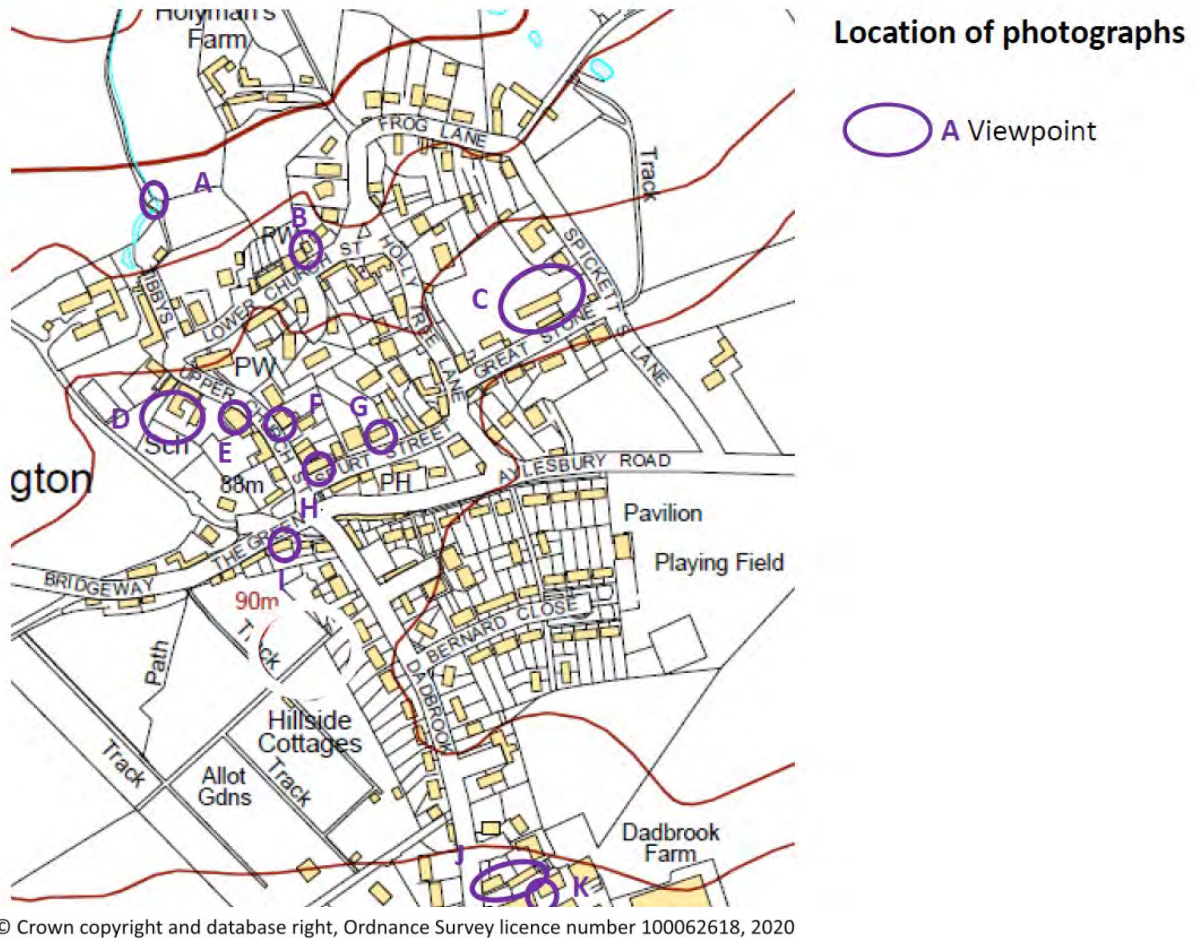 Holyman's
Farm
Location of photographs
A Viewpoint
FROG LANE
Track
A
B
PW
LOWER CHURCH ST
HOLLY TREE LANE
SPICKETT'S LANE
C
GREAT STONE
PW
UPPER CHURCH S
D
Sch
E
F
G
COURT STREET
gton
88m
PH
H
AYLESBURY ROAD
Pavilion
Playing Field
THE GREEN
BRIDGEWAY
I
90m
Track
Path
BERNARD CLOSE
DADBROOK
Hillside
Cottages
Track
Allot
Gdns
Track
Dadbrook
Farm
J
K
© Crown copyright and database right, Ordnance Survey licence number 100062618, 2020